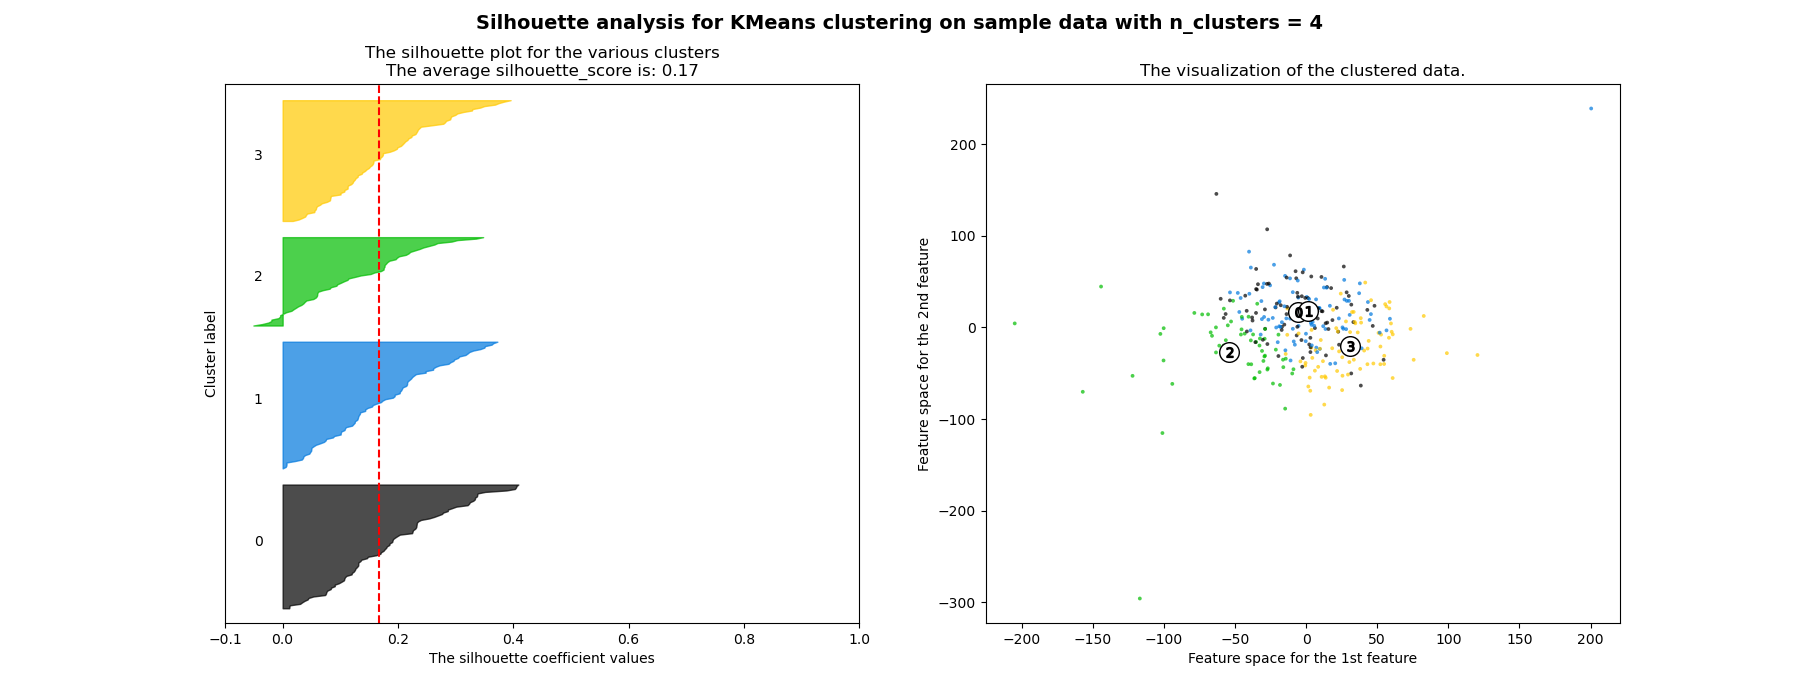 Silhouette analysis for KMeans clustering on sample data with n_clusters = 4
The silhouette plot for the various clusters
The average silhouette_score is: 0.17
Cluster label
3
2
1
0
−0.1 0.0 0.2 0.4 0.6 0.8 1.0
The silhouette coefficient values
The visualization of the clustered data.
Feature space for the 2nd feature
200
100
0
−100
−200
−300
0 1
2
3
−200 −150 −100 −50 0 50 100 150 200
Feature space for the 1st feature